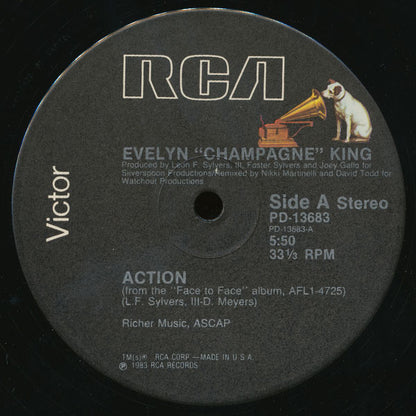 RCA
Victor
EVELYN "CHAMPAGNE" KING
Produced by Leon F. Sylvers, III, Foster Sylvers and Joey Gallo for
Silverspoon Productions/Remixed by Nikki Martinelli and David Todd for
Watchout Productions
Side A Stereo
PD-13683
PD-13683-A
5:50
33⅓ RPM
ACTION
(from the "Face to Face" album, AFL1-4725)
(L.F. Sylvers, III-D. Meyers)
Richer Music, ASCAP
TM(s)® RCA CORP—MADE IN U.S.A.
Ⓟ 1983 RCA RECORDS